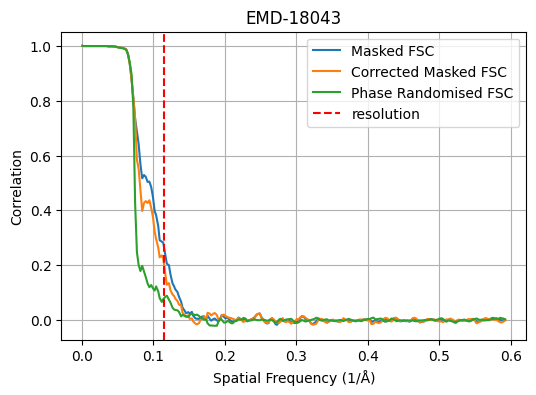 EMD-18043
Masked FSC
Corrected Masked FSC
Phase Randomised FSC
resolution
Correlation
1.0
0.8
0.6
0.4
0.2
0.0
0.0 0.1 0.2 0.3 0.4 0.5 0.6
Spatial Frequency (1/Å)